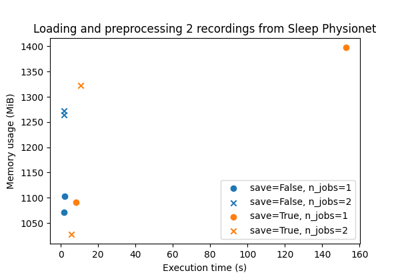 Loading and preprocessing 2 recordings from Sleep Physionet
Memory usage (MiB)
1400
1350
1300
1250
1200
1150
1100
1050
save=False, n_jobs=1
save=False, n_jobs=2
save=True, n_jobs=1
save=True, n_jobs=2
0 20 40 60 80 100 120 140 160
Execution time (s)